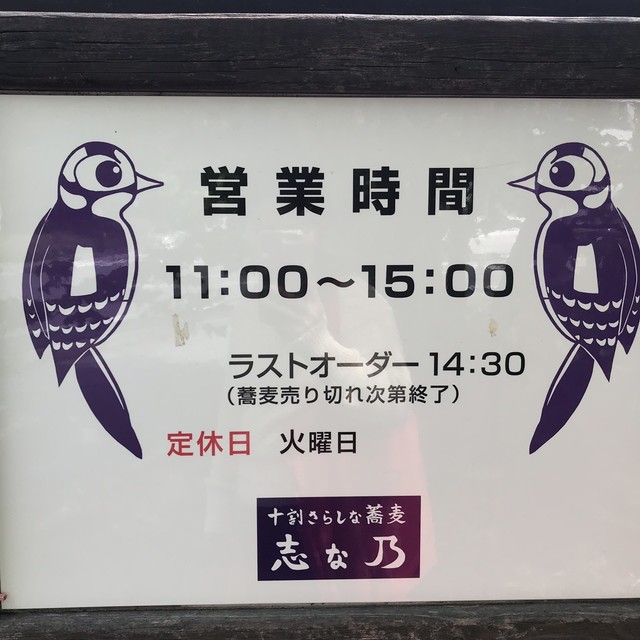 営業時間
11:00～15:00
ラストオーダー 14:30
（蕎麦売り切れ次第終了）
定休日 火曜日
十割さらしな蕎麦
志な乃